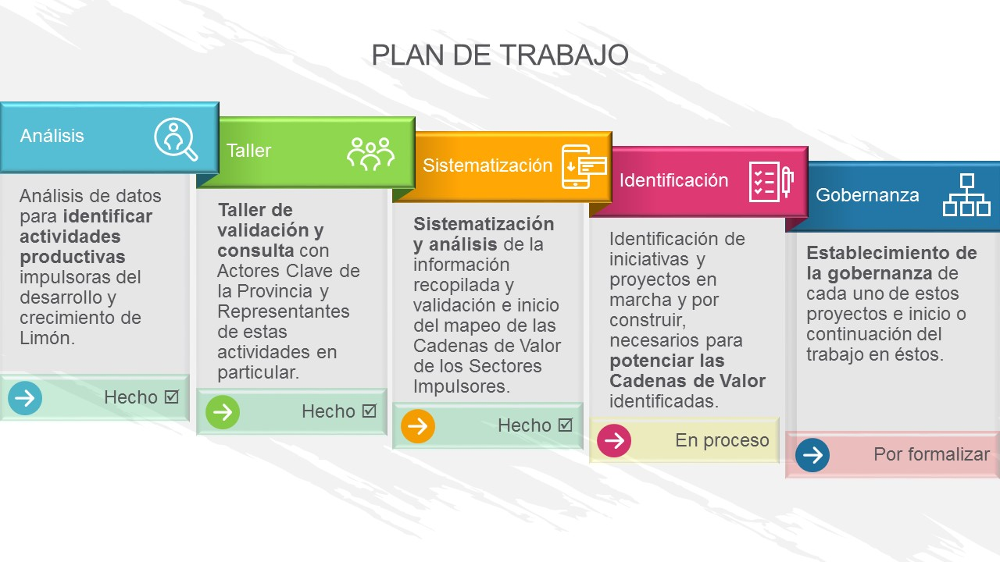 PLAN DE TRABAJO
Análisis
Análisis de datos
para identificar
actividades
productivas
impulsoras del
desarrollo y
crecimiento de
Limón.
Hecho ☑
Taller
Taller de
validación y
consulta con
Actores Clave de
la Provincia y
Representantes
de estas
actividades en
particular.
Hecho ☑
Sistematización
Sistematización
y análisis de la
información
recopilada y
validación e inicio
del mapeo de las
Cadenas de Valor
de los Sectores
Impulsores.
Hecho ☑
Identificación
Identificación de
iniciativas y
proyectos en
marcha y por
construir,
necesarios para
potenciar las
Cadenas de Valor
identificadas.
En proceso
Gobernanza
Establecimiento de
la gobernanza de
cada uno de estos
proyectos e inicio o
continuación del
trabajo en éstos.
Por formalizar